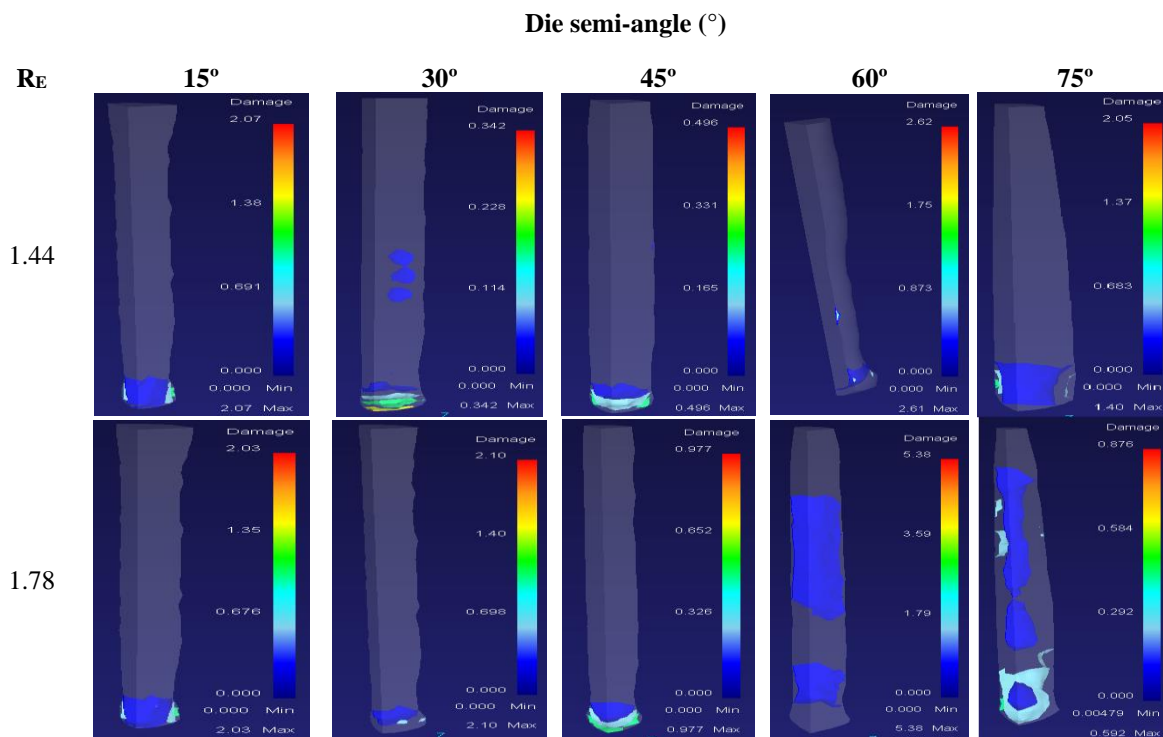 Die semi-angle (°)
RE 15º 30º 45º 60º 75º
1.44
Damage
2.07
1.38
0.691
0.000
0.000 Min
2.07 Max
Damage
0.342
0.228
0.114
0.000
0.000 Min
0.342 Max
Damage
0.496
0.331
0.165
0.000
0.000 Min
0.496 Max
Damage
2.62
1.75
0.873
0.000
0.000 Min
2.61 Max
Damage
2.05
1.37
0.683
0.000
0.000 Min
1.40 Max
1.78
Damage
2.03
1.35
0.676
0.000
0.000 Min
2.03 Max
Damage
2.10
1.40
0.698
0.000
0.000 Min
2.10 Max
Damage
0.977
0.652
0.326
0.000
0.000 Min
0.977 Max
Damage
5.38
3.59
1.79
0.000
0.000 Min
5.38 Max
Damage
0.876
0.584
0.292
0.000
0.00479 Min
0.592 Max